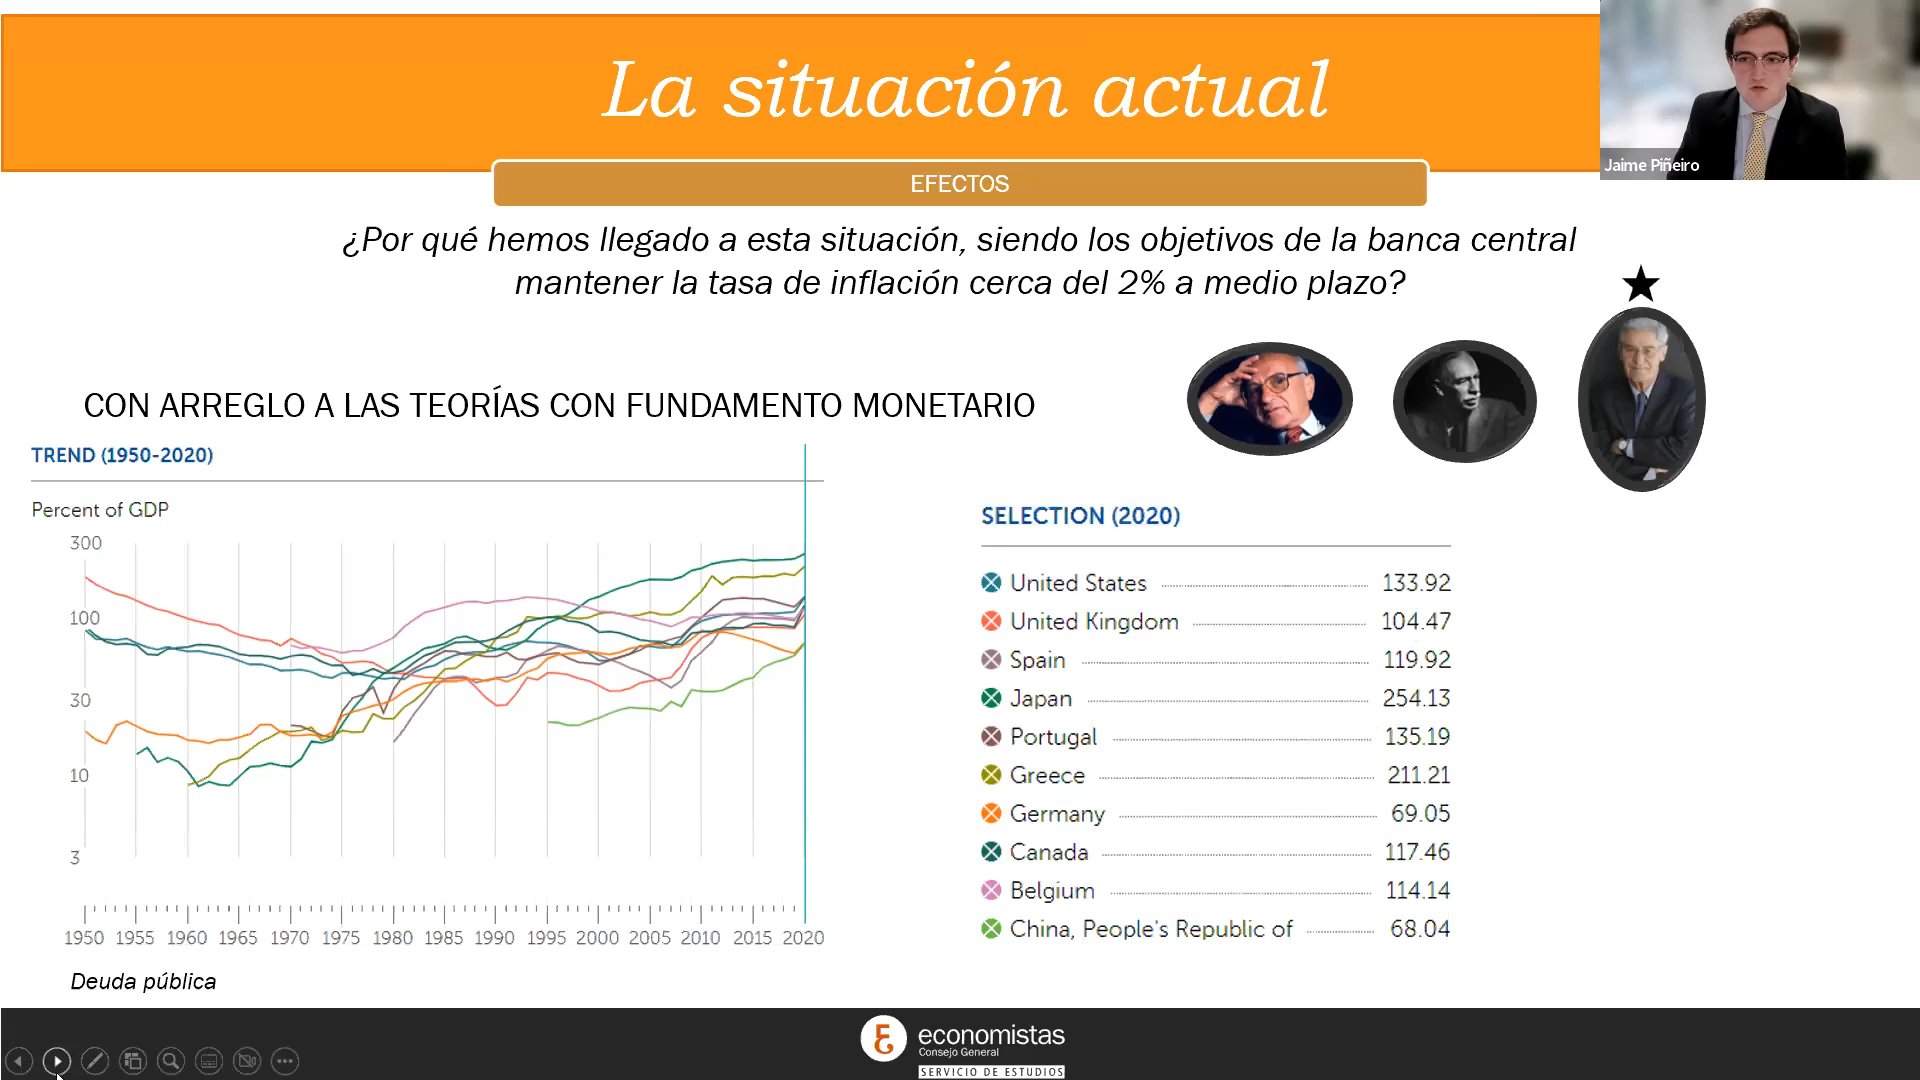 La situación actual
Jaime Piñeiro
EFECTOS
¿Por qué hemos llegado a esta situación, siendo los objetivos de la banca central
mantener la tasa de inflación cerca del 2% a medio plazo?
CON ARREGLO A LAS TEORÍAS CON FUNDAMENTO MONETARIO
TREND (1950-2020)
Percent of GDP
300
100
30
10
3
1950 1955 1960 1965 1970 1975 1980 1985 1990 1995 2000 2005 2010 2015 2020
Deuda pública
SELECTION (2020)
United States 133.92
United Kingdom 104.47
Spain 119.92
Japan 254.13
Portugal 135.19
Greece 211.21
Germany 69.05
Canada 117.46
Belgium 114.14
China, People's Republic of 68.04
economistas
Consejo General
SERVICIO DE ESTUDIOS